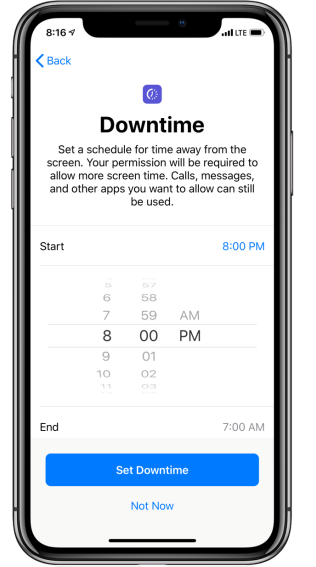 8:16 LTE
Back
Downtime
Set a schedule for time away from the
screen. Your permission will be required to
allow more screen time. Calls, messages,
and other apps you want to allow can still
be used.
Start 8:00 PM
5 57
6 58
7 59 AM
8 00 PM
9 01
10 02
11 03
End 7:00 AM
Set Downtime
Not Now